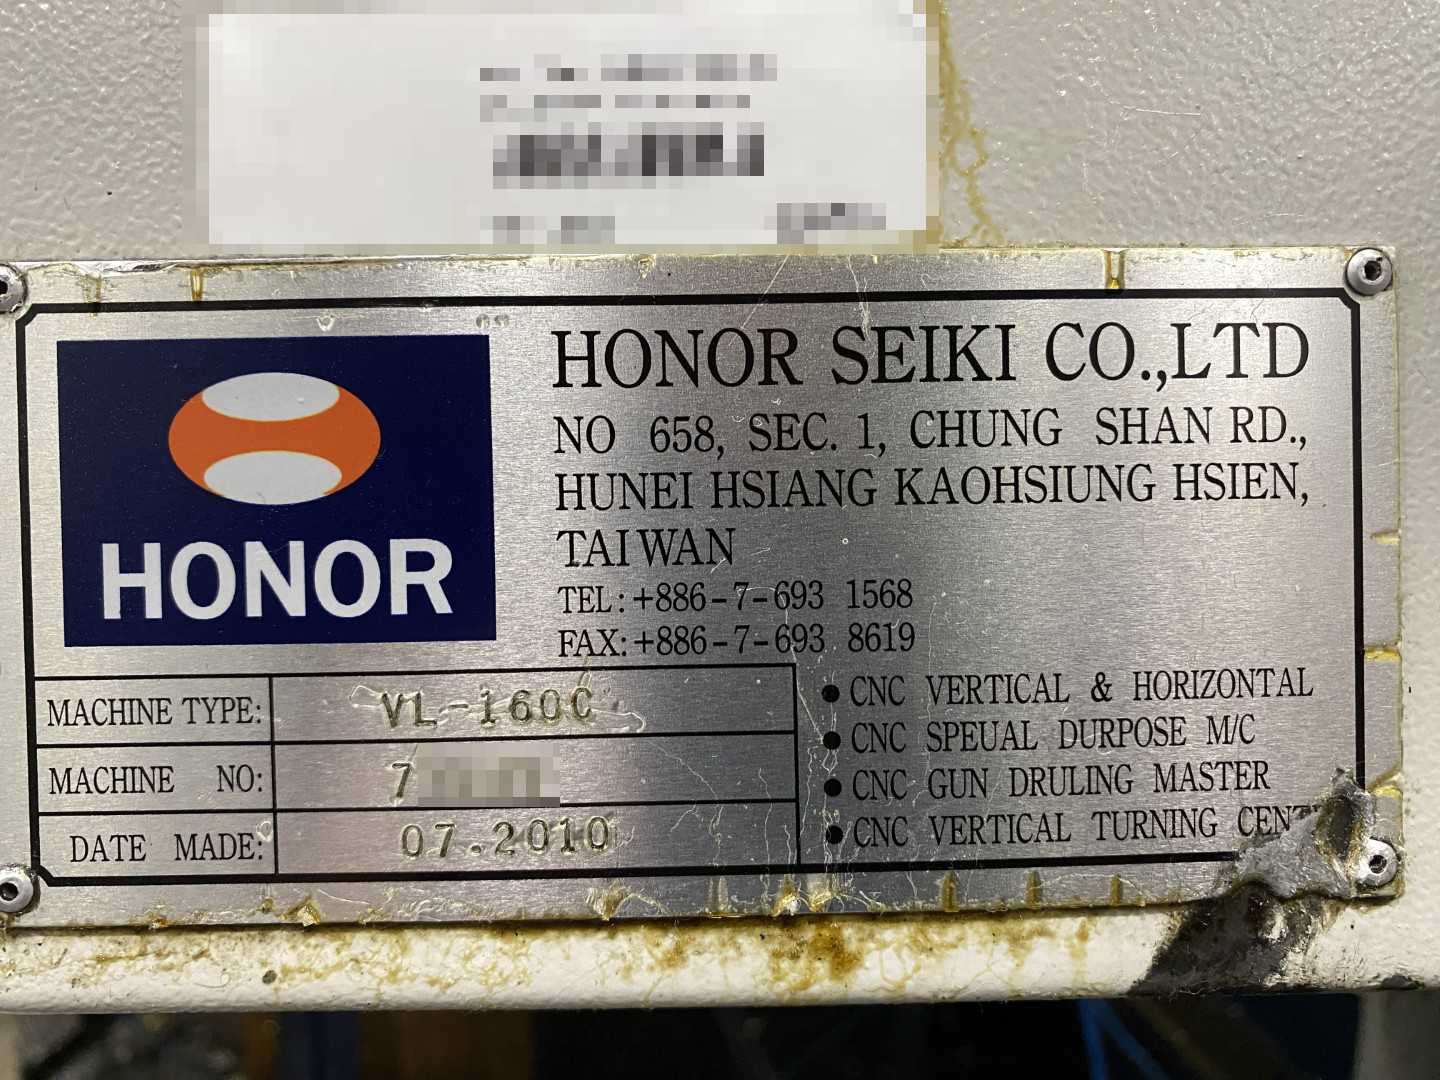 HONOR
HONOR SEIKI CO.,LTD
NO 658, SEC. 1, CHUNG SHAN RD.,
HUNEI HSIANG KAOHSIUNG HSIEN,
TAIWAN
TEL: +886-7-693 1568
FAX: +886-7-693 8619
MACHINE TYPE: VL-160C
MACHINE NO: 7
DATE MADE: 07.2010
● CNC VERTICAL & HORIZONTAL
● CNC SPEUAL DURPOSE M/C
● CNC GUN DRULING MASTER
● CNC VERTICAL TURNING CENT